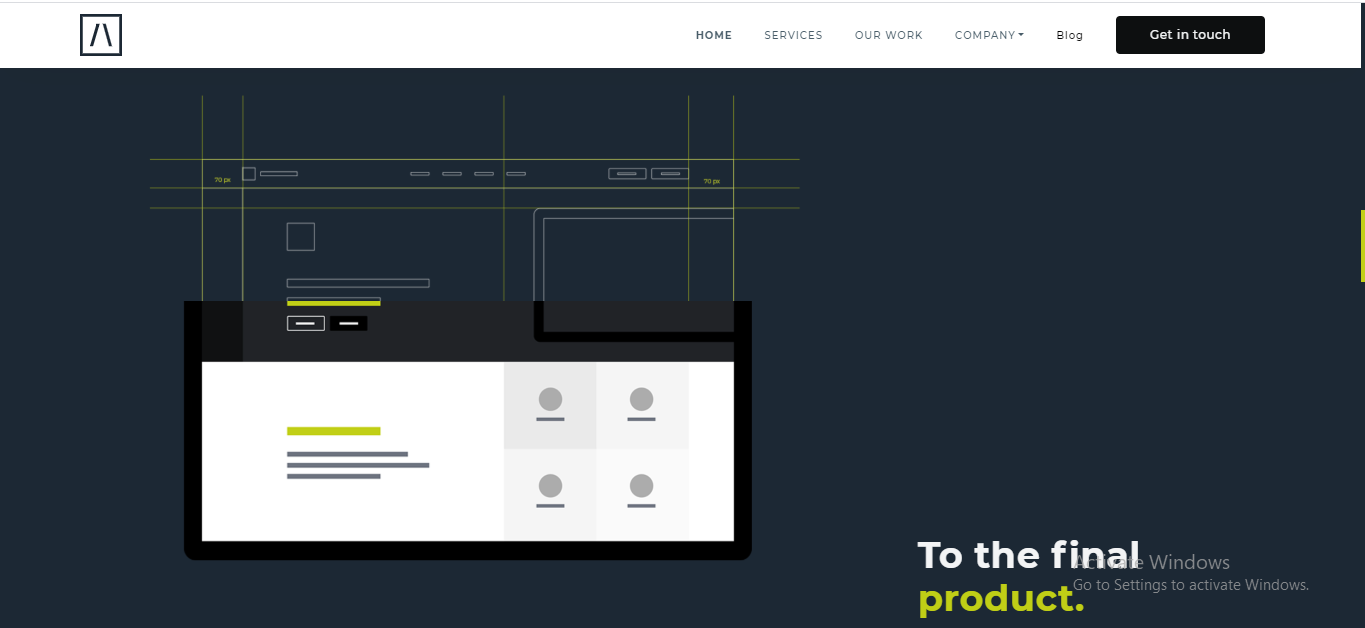 HOME SERVICES OUR WORK COMPANY Blog Get in touch
70 px 70 px
To the final
product.
Activate Windows
Go to Settings to activate Windows.